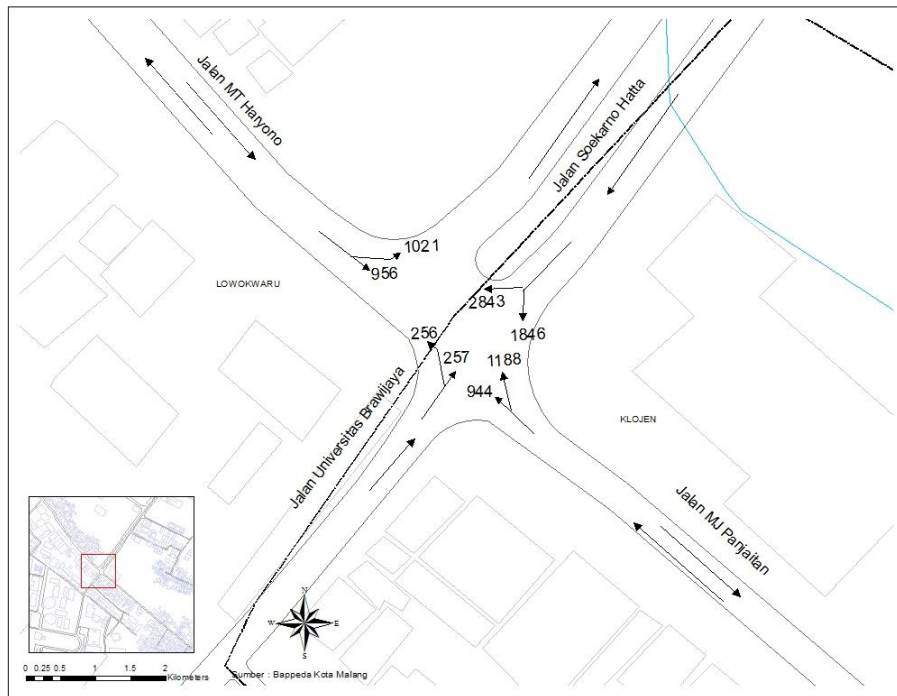 Jalan MT Haryono
Jalan Soekarno Hatta
1021
956
LOWOKWARU
2843
1846
256
257
1188
944
KLOJEN
Jalan Universitas Brawijaya
Jalan MJ Panjaitan
N
W
E
S
0 0.25 0.5 1 1.5 2
Kilometers
Sumber : Bappeda Kota Malang